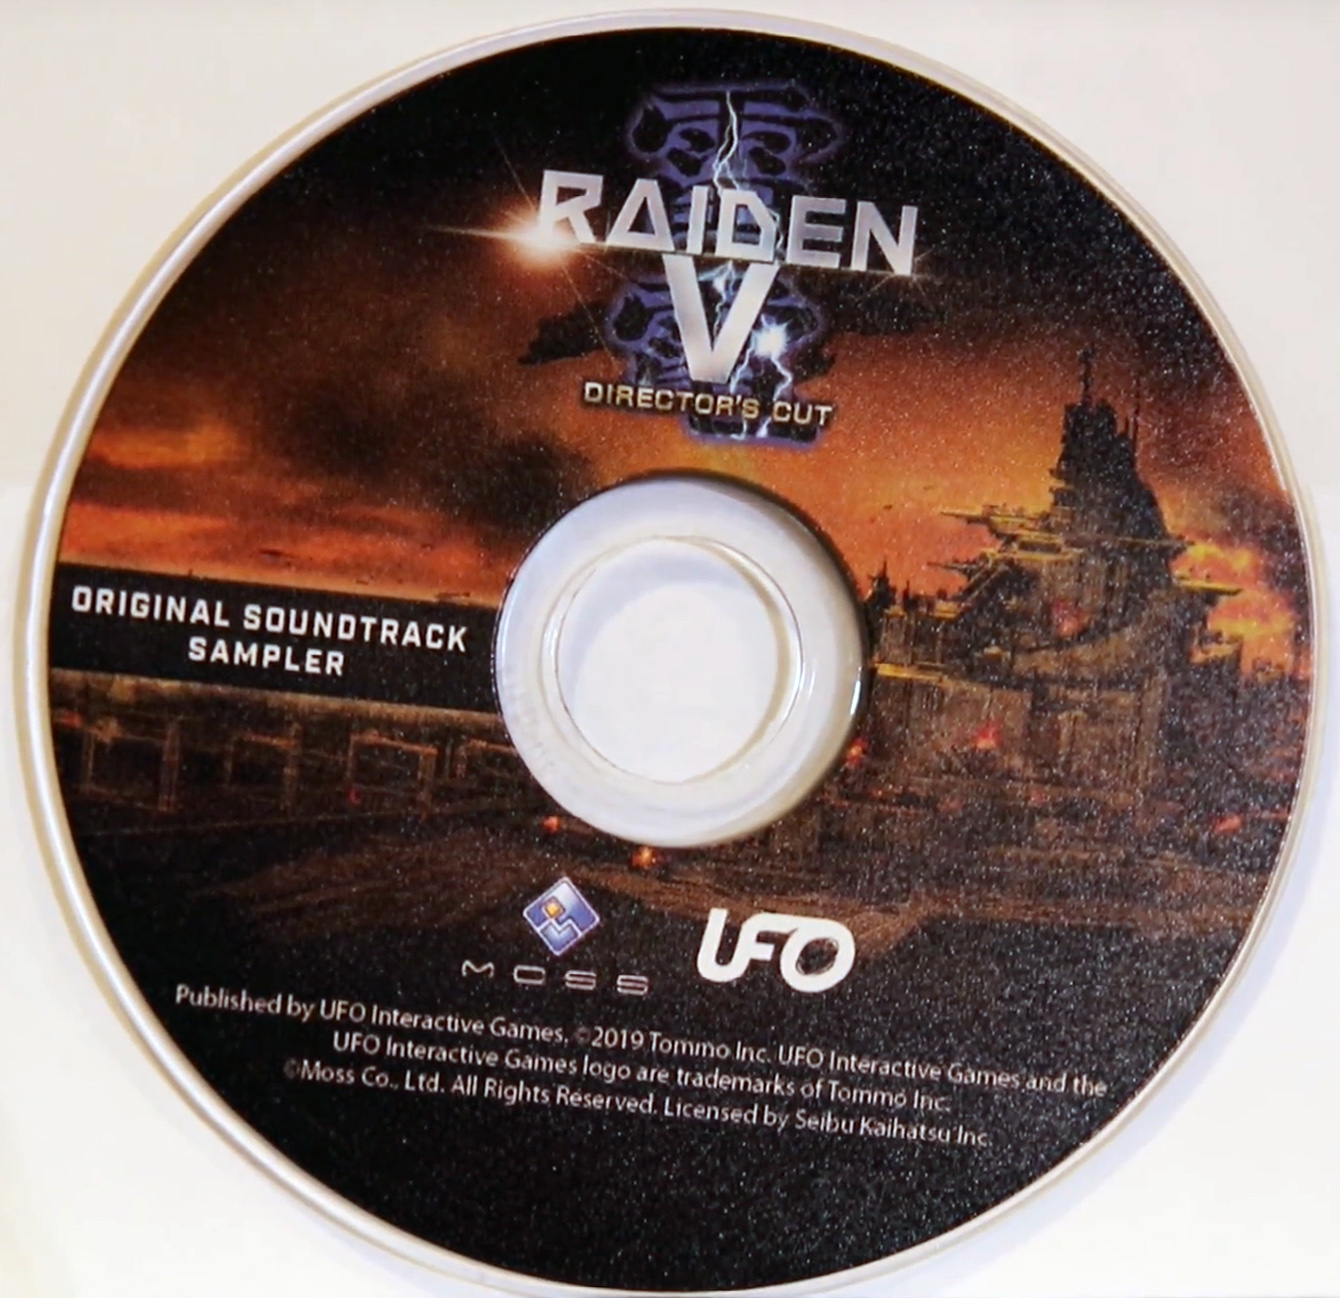 RAIDEN
V
DIRECTOR'S CUT
ORIGINAL SOUNDTRACK
SAMPLER
MOSS
UFO
Published by UFO Interactive Games. ©2019 Tommo Inc. UFO Interactive Games and the
UFO Interactive Games logo are trademarks of Tommo Inc.
©Moss Co., Ltd. All Rights Reserved. Licensed by Seibu Kaihatsu Inc.